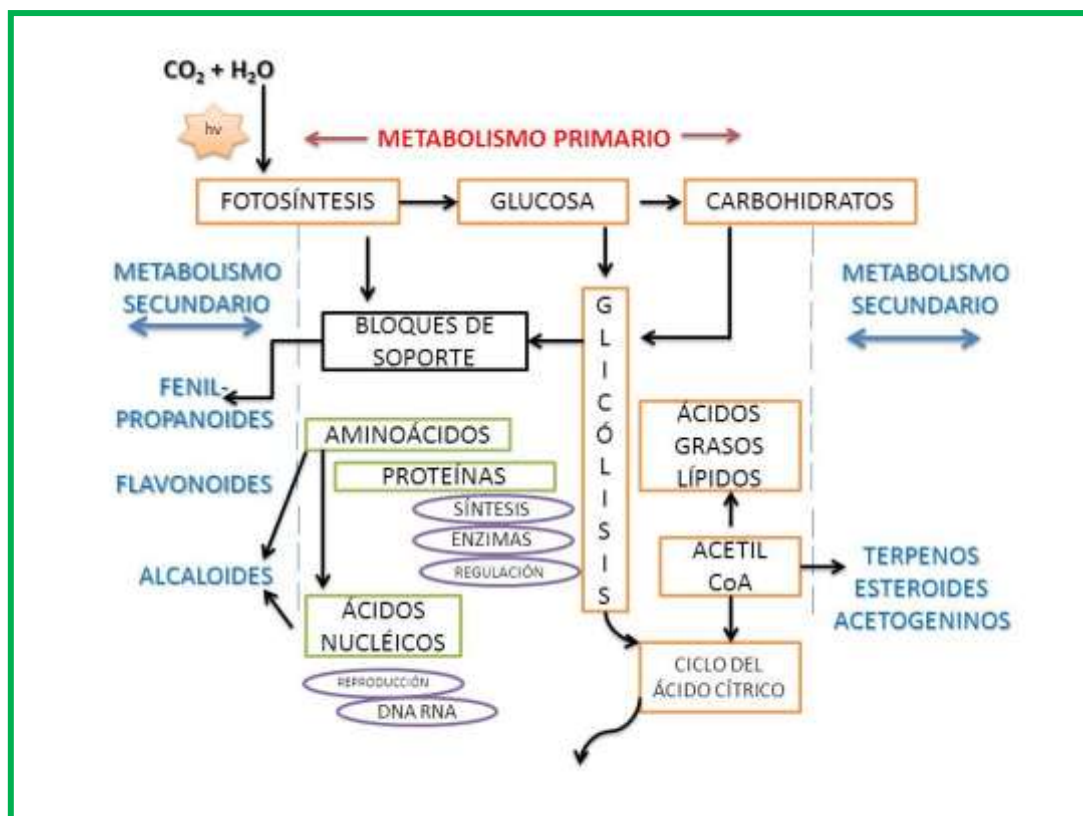 CO₂ + H₂O
hν
METABOLISMO PRIMARIO
FOTOSÍNTESIS
GLUCOSA
CARBOHIDRATOS
METABOLISMO
SECUNDARIO
METABOLISMO
SECUNDARIO
BLOQUES DE
SOPORTE
GLICÓLISIS
FENIL-
PROPANOIDES
ÁCIDOS
GRASOS
LÍPIDOS
AMINOÁCIDOS
PROTEÍNAS
FLAVONOIDES
SÍNTESIS
ENZIMAS
REGULACIÓN
ACETIL
CoA
TERPENOS
ESTEROIDES
ACETOGENINOS
ALCALOIDES
ÁCIDOS
NUCLÉICOS
CICLO DEL
ÁCIDO CÍTRICO
REPRODUCCIÓN
DNA RNA